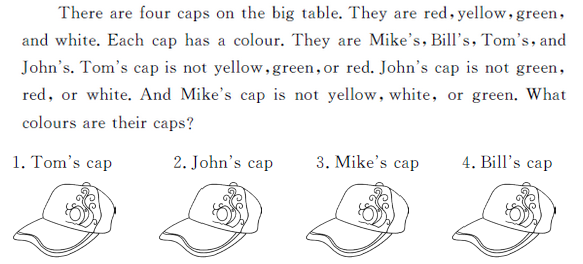 There are four caps on the big table. They are red, yellow, green,
and white. Each cap has a colour. They are Mike's, Bill's, Tom's, and
John's. Tom's cap is not yellow, green, or red. John's cap is not green,
red, or white. And Mike's cap is not yellow, white, or green. What
colours are their caps?
1. Tom's cap 2. John's cap 3. Mike's cap 4. Bill's cap